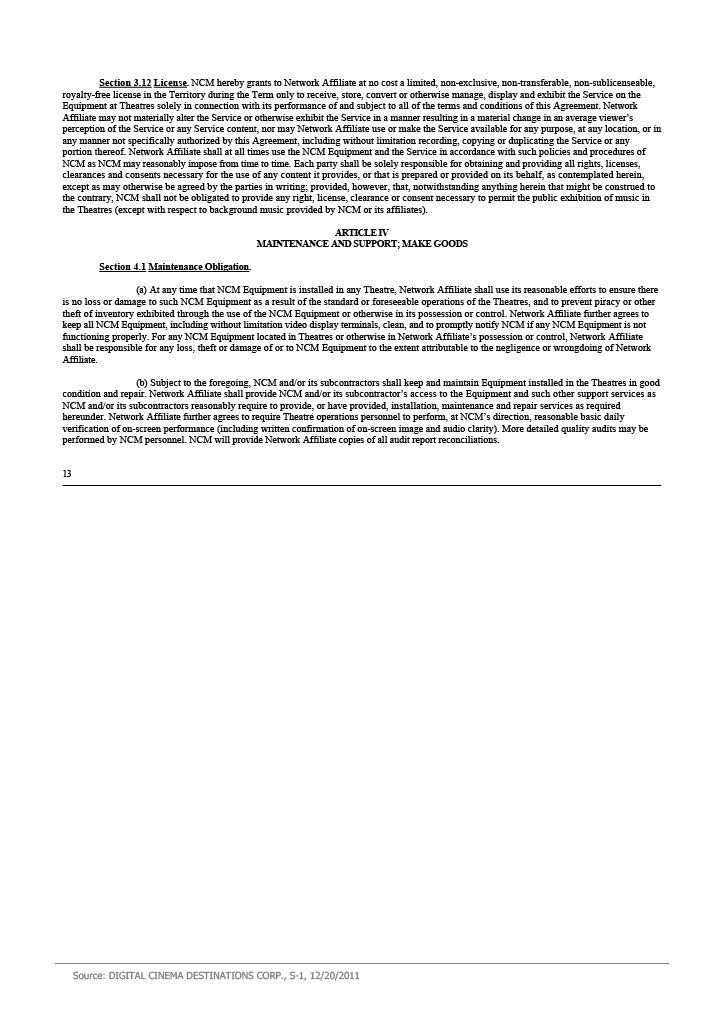 Section 3.12 License. NCM hereby grants to Network Affiliate at no cost a limited, non-exclusive, non-transferable, non-sublicenseable,
royalty-free license in the Territory during the Term only to receive, store, convert or otherwise manage, display and exhibit the Service on the
Equipment at Theatres solely in connection with its performance of and subject to all of the terms and conditions of this Agreement. Network
Affiliate may not materially alter the Service or otherwise exhibit the Service in a manner resulting in a material change in an average viewer’s
perception of the Service or any Service content, nor may Network Affiliate use or make the Service available for any purpose, at any location, or in
any manner not specifically authorized by this Agreement, including without limitation recording, copying or duplicating the Service or any
portion thereof. Network Affiliate shall at all times use the NCM Equipment and the Service in accordance with such policies and procedures of
NCM as NCM may reasonably impose from time to time. Each party shall be solely responsible for obtaining and providing all rights, licenses,
clearances and consents necessary for the use of any content it provides, or that is prepared or provided on its behalf, as contemplated herein,
except as may otherwise be agreed by the parties in writing; provided, however, that, notwithstanding anything herein that might be construed to
the contrary, NCM shall not be obligated to provide any right, license, clearance or consent necessary to permit the public exhibition of music in
the Theatres (except with respect to background music provided by NCM or its affiliates).
ARTICLE IV
MAINTENANCE AND SUPPORT; MAKE GOODS
Section 4.1 Maintenance Obligation.
(a) At any time that NCM Equipment is installed in any Theatre, Network Affiliate shall use its reasonable efforts to ensure there
is no loss or damage to such NCM Equipment as a result of the standard or foreseeable operations of the Theatres, and to prevent piracy or other
theft of inventory exhibited through the use of the NCM Equipment or otherwise in its possession or control. Network Affiliate further agrees to
keep all NCM Equipment, including without limitation video display terminals, clean, and to promptly notify NCM if any NCM Equipment is not
functioning properly. For any NCM Equipment located in Theatres or otherwise in Network Affiliate’s possession or control, Network Affiliate
shall be responsible for any loss, theft or damage of or to NCM Equipment to the extent attributable to the negligence or wrongdoing of Network
Affiliate.
(b) Subject to the foregoing, NCM and/or its subcontractors shall keep and maintain Equipment installed in the Theatres in good
condition and repair. Network Affiliate shall provide NCM and/or its subcontractor’s access to the Equipment and such other support services as
NCM and/or its subcontractors reasonably require to provide, or have provided, installation, maintenance and repair services as required
hereunder. Network Affiliate further agrees to require Theatre operations personnel to perform, at NCM’s direction, reasonable basic daily
verification of on-screen performance (including written confirmation of on-screen image and audio clarity). More detailed quality audits may be
performed by NCM personnel. NCM will provide Network Affiliate copies of all audit report reconciliations.
13
Source: DIGITAL CINEMA DESTINATIONS CORP., S-1, 12/20/2011